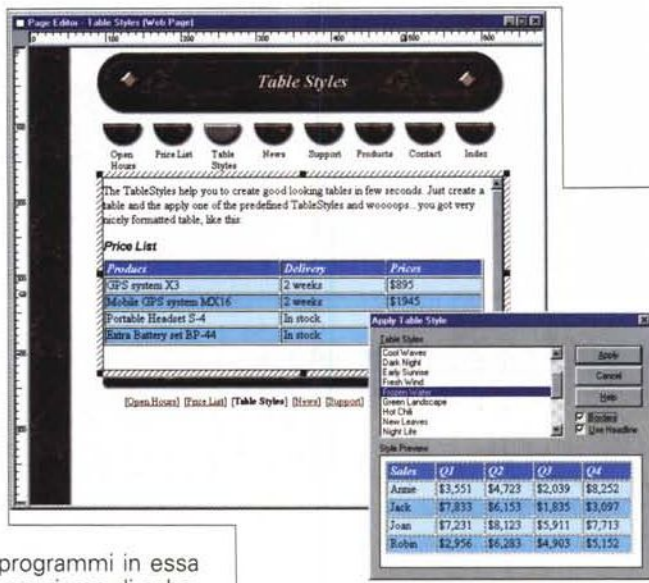 Page Editor - Table Styles (Web Page)
0 100 200 300 400 500 600
Table Styles
Open Hours Price List Table Styles News Support Products Contact Index
The TableStyles help you to create good looking tables in few seconds. Just create a
table and the apply one of the predefined TableStyles and woooops... you got very
nicely formatted table, like this:
Price List
Product Delivery Prices
GPS system X3 2 weeks $895
Mobile GPS system MX16 2 weeks $1945
Portable Headset S-4 In stock
Extra Battery set BP-44 In stock
[Open Hours] [Price List] [Table Styles] [News] [Support]
Apply Table Style
Table Styles
Cool Waves
Dark Night
Early Sunrise
Fresh Wind
Frozen Water
Green Landscape
Hot Chili
New Leaves
Night Life
Apply
Cancel
Help
Borders
Use Headline
Style Preview
Sales Q1 Q2 Q3 Q4
Annie $3,551 $4,723 $2,039 $8,252
Jack $7,833 $6,153 $1,835 $3,097
Joan $7,231 $8,123 $5,911 $7,713
Robin $2,956 $6,283 $4,903 $5,152
programmi in essa